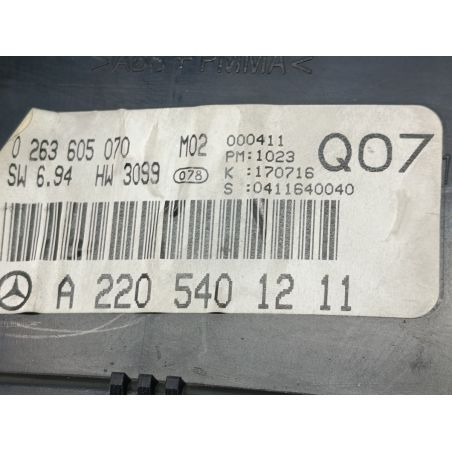 >ABS+PMMA<
0 263 605 070 M02 000411 Q07
PM:1023
SW 6.94 HW 3099 078 K :170716
S :0411640040
A 220 540 12 11